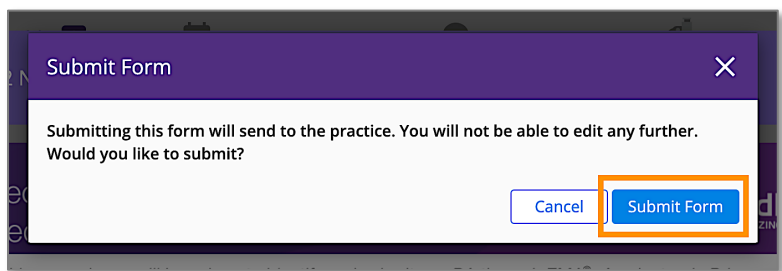 Submit Form
Submitting this form will send to the practice. You will not be able to edit any further.
Would you like to submit?
Cancel
Submit Form